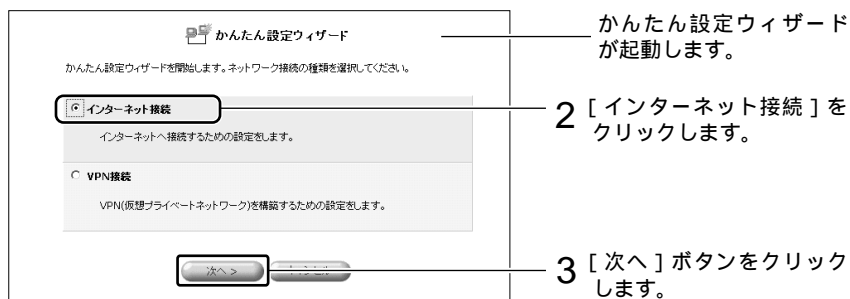 かんたん設定ウィザード
かんたん設定ウィザードを開始します。ネットワーク接続の種類を選択してください。
インターネット接続
インターネットへ接続するための設定をします。
VPN接続
VPN(仮想プライベートネットワーク)を構築するための設定をします。
次へ >
かんたん設定ウィザード
が起動します。
2 [ インターネット接続 ] を
クリックします。
3 [ 次へ ] ボタンをクリック
します。